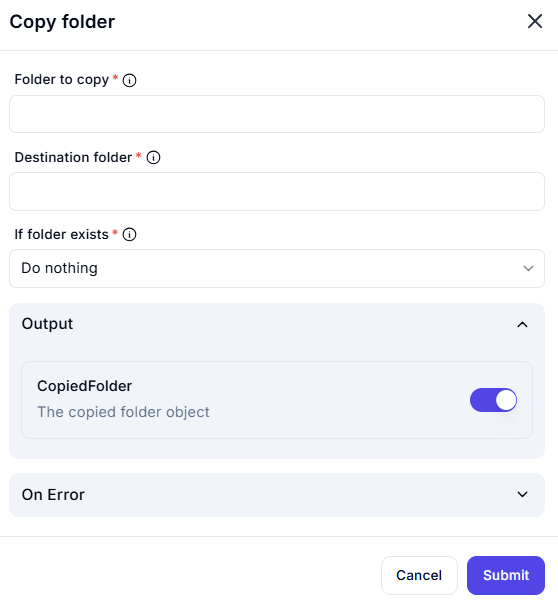 Copy folder
Folder to copy *
Destination folder *
If folder exists *
Do nothing
Output
CopiedFolder
The copied folder object
On Error
Cancel Submit